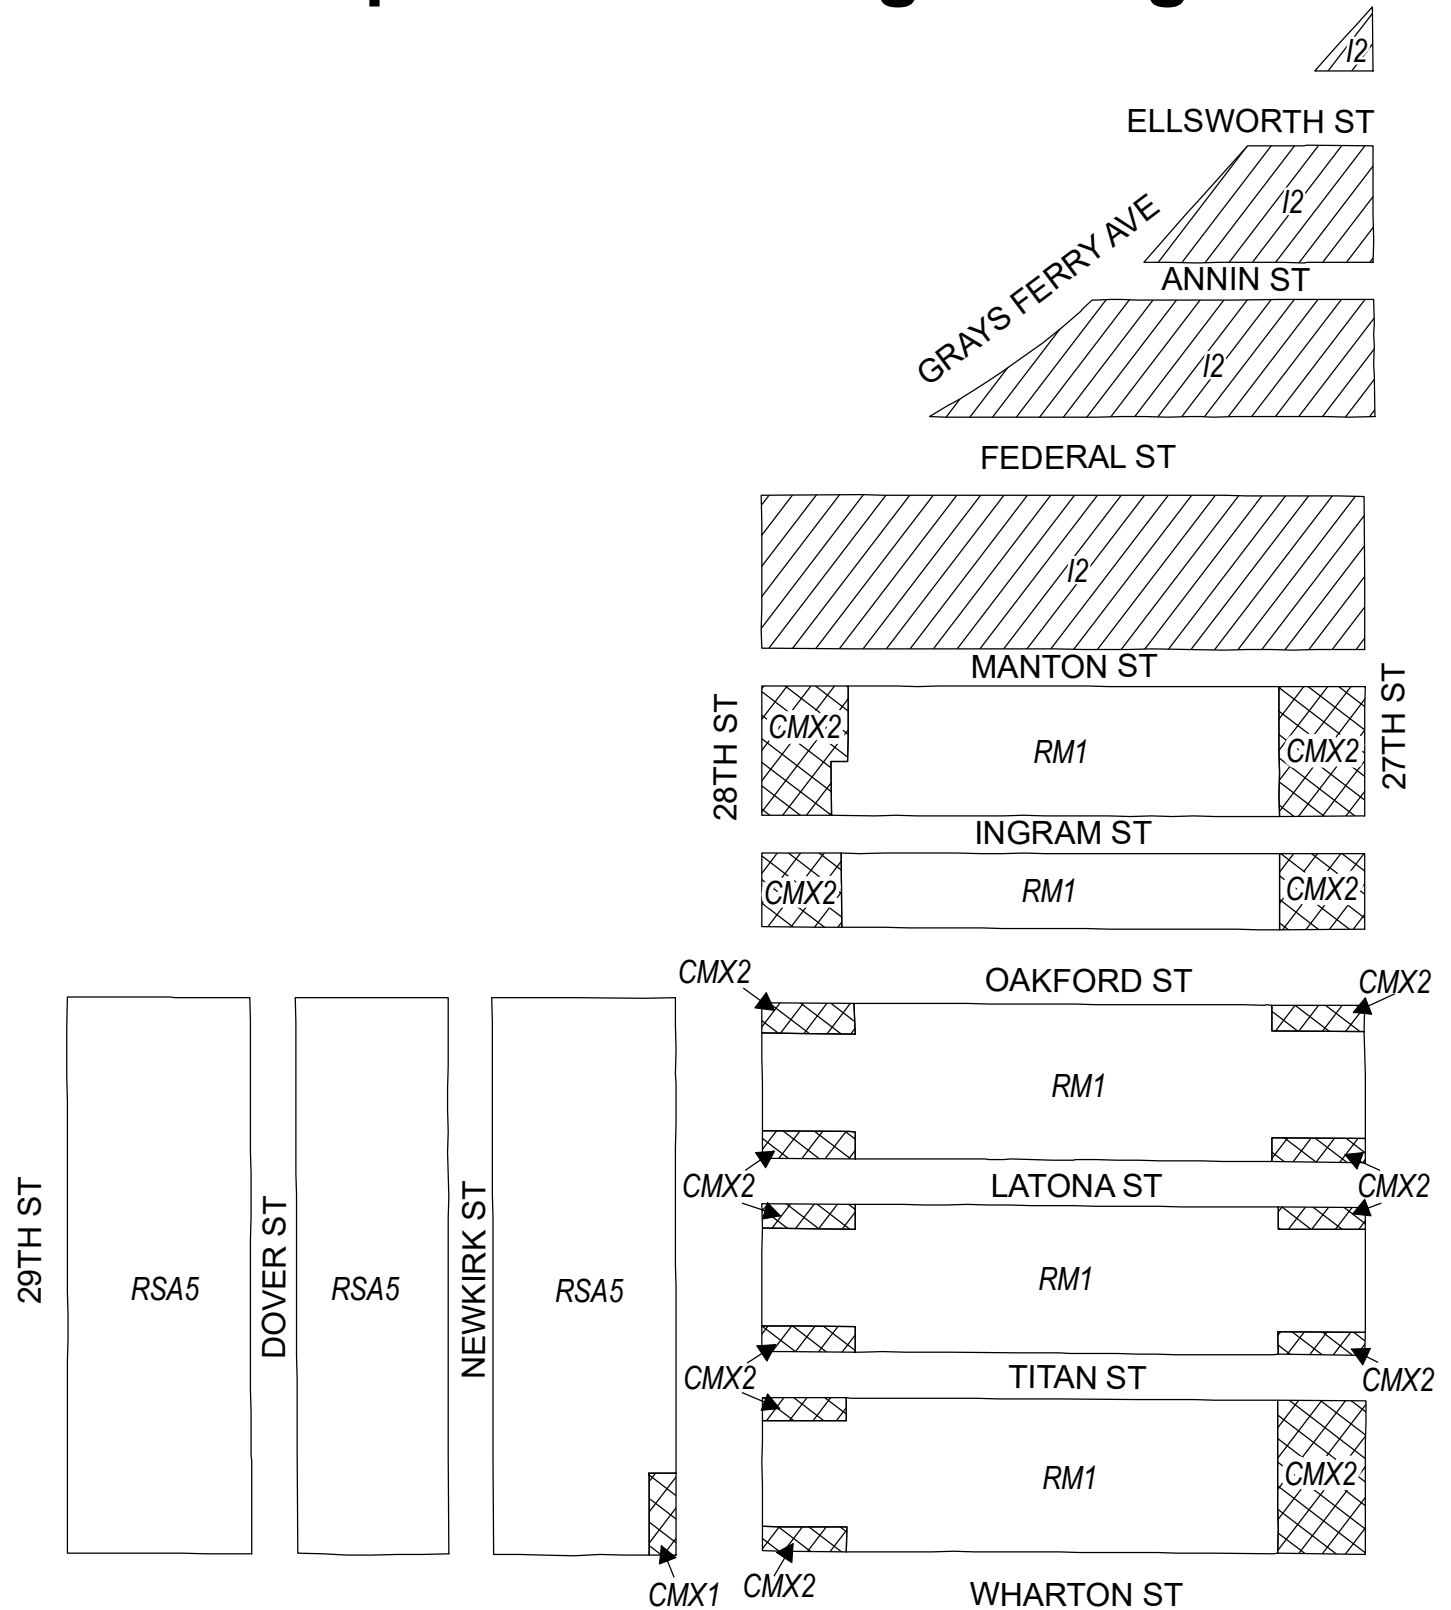 I2
ELLSWORTH ST
I2
GRAYS FERRY AVE
ANNIN ST
I2
FEDERAL ST
I2
MANTON ST
28TH ST
27TH ST
CMX2
RM1
CMX2
INGRAM ST
CMX2
RM1
CMX2
CMX2
OAKFORD ST
CMX2
RM1
CMX2
LATONA ST
CMX2
29TH ST
RSA5
DOVER ST
RSA5
NEWKIRK ST
RSA5
RM1
CMX2
TITAN ST
CMX2
RM1
CMX2
CMX1
CMX2
WHARTON ST